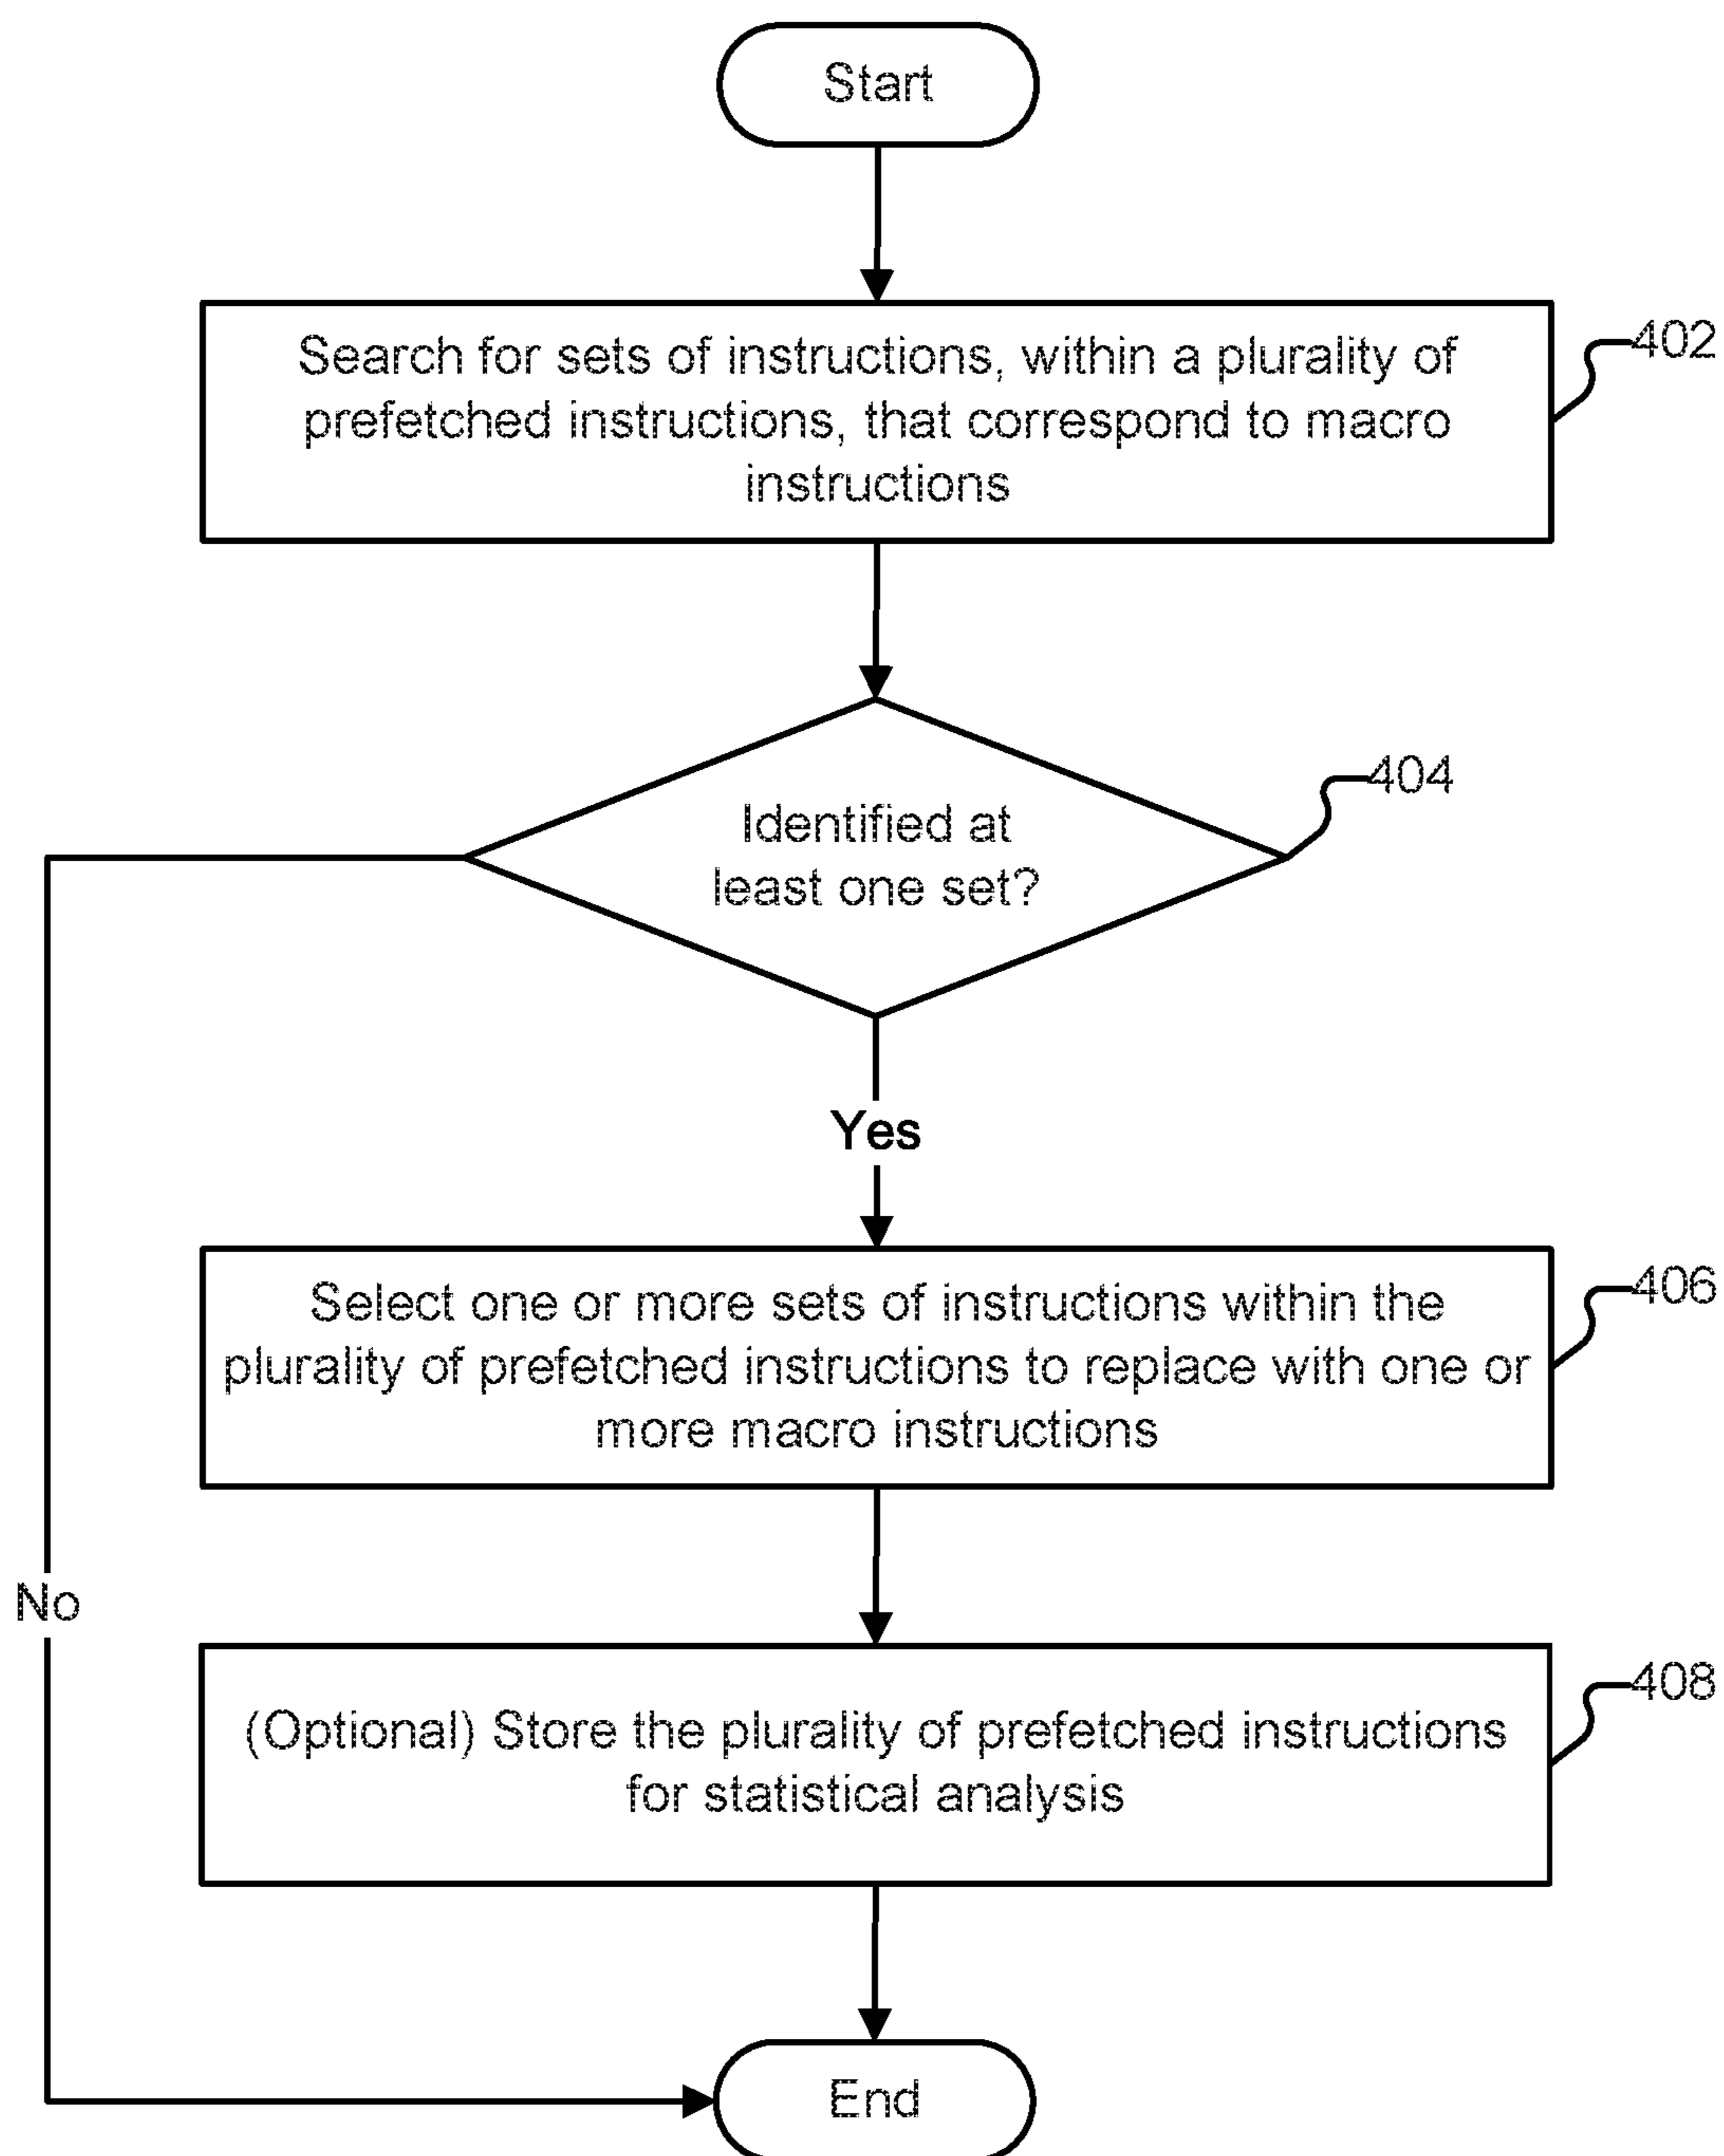 Start
Search for sets of instructions, within a plurality of
prefetched instructions, that correspond to macro
instructions
402
Identified at
least one set?
404
Yes
Select one or more sets of instructions within the
plurality of prefetched instructions to replace with one or
more macro instructions
406
No
(Optional) Store the plurality of prefetched instructions
for statistical analysis
408
End